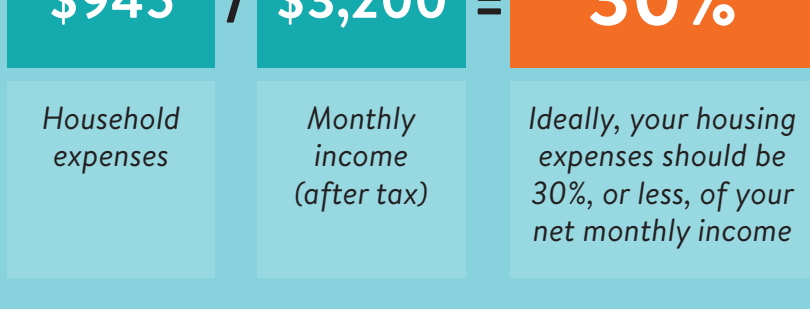 $945 / $3,200 = 30%
Household
expenses
Monthly
income
(after tax)
Ideally, your housing
expenses should be
30%, or less, of your
net monthly income